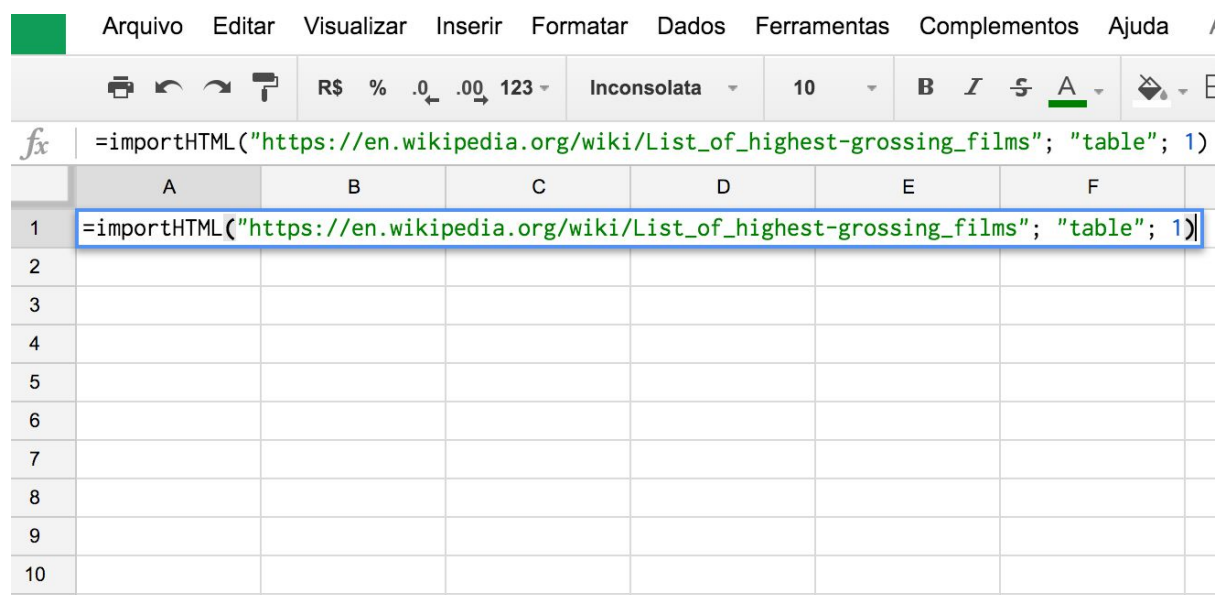 Arquivo Editar Visualizar Inserir Formatar Dados Ferramentas Complementos Ajuda
R$ % .0 .00 123 Inconsolata 10 B I S A
fx =importHTML("https://en.wikipedia.org/wiki/List_of_highest-grossing_films"; "table"; 1)
A B C D E F
1 =importHTML("https://en.wikipedia.org/wiki/List_of_highest-grossing_films"; "table"; 1)
2
3
4
5
6
7
8
9
10